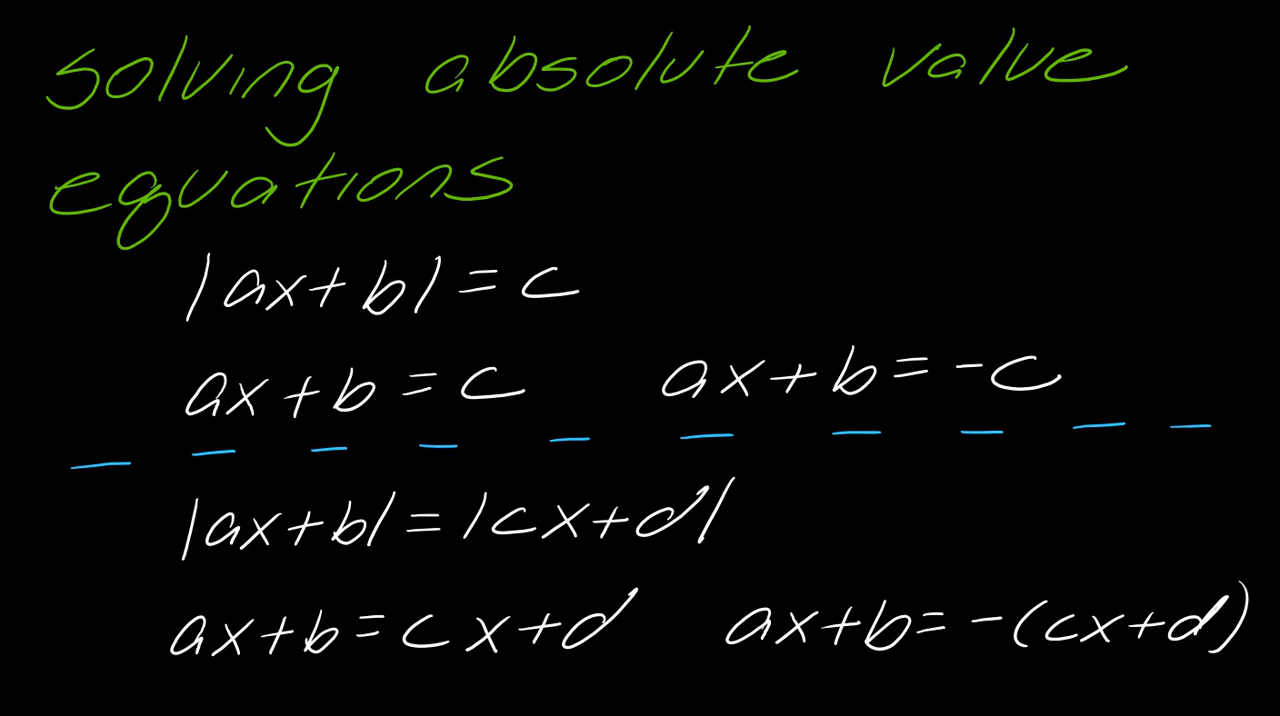 solving absolute value
equations
|ax+b|=c
ax+b=c ax+b=-c
|ax+b|=|cx+d|
ax+b=cx+d ax+b=-(cx+d)